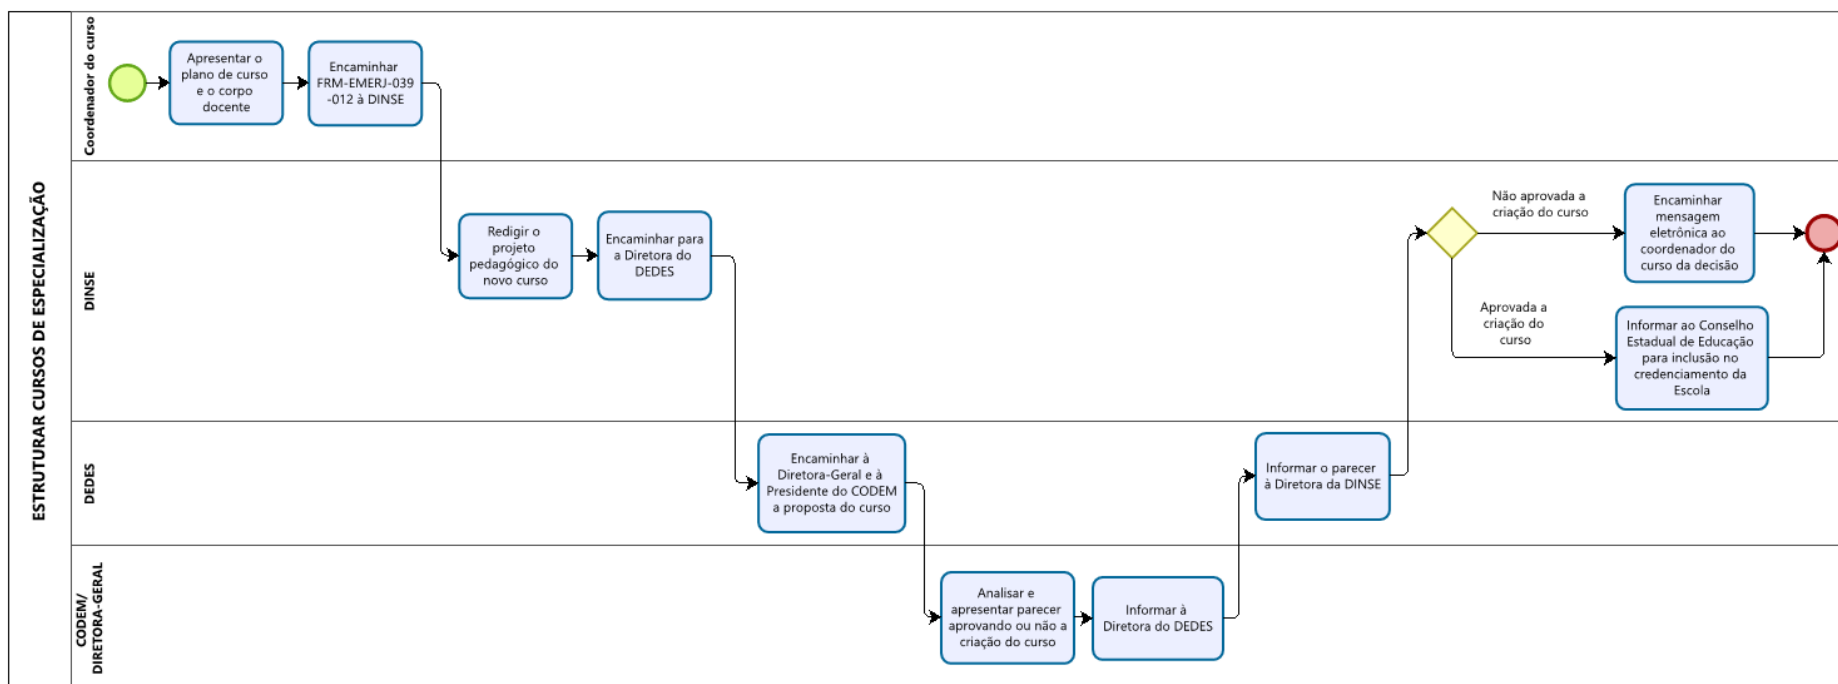 ESTRUTURAR CURSOS DE ESPECIALIZAÇÃO
Coordenador do curso
Apresentar o
plano de curso
e o corpo
docente
Encaminhar
FRM-EMERJ-039
-012 à DINSE
DINSE
Redigir o
projeto
pedagógico do
novo curso
Encaminhar para
a Diretora do
DEDES
Não aprovada a
criação do curso
Encaminhar
mensagem
eletrônica ao
coordenador do
curso da decisão
Aprovada a
criação do
curso
Informar ao Conselho
Estadual de Educação
para inclusão no
credenciamento da
Escola
DEDES
Encaminhar à
Diretora-Geral e à
Presidente do CODEM
a proposta do curso
Informar o parecer
à Diretora da DINSE
CODEM/
DIRETORA-GERAL
Analisar e
apresentar parecer
aprovando ou não a
criação do curso
Informar à
Diretora do DEDES